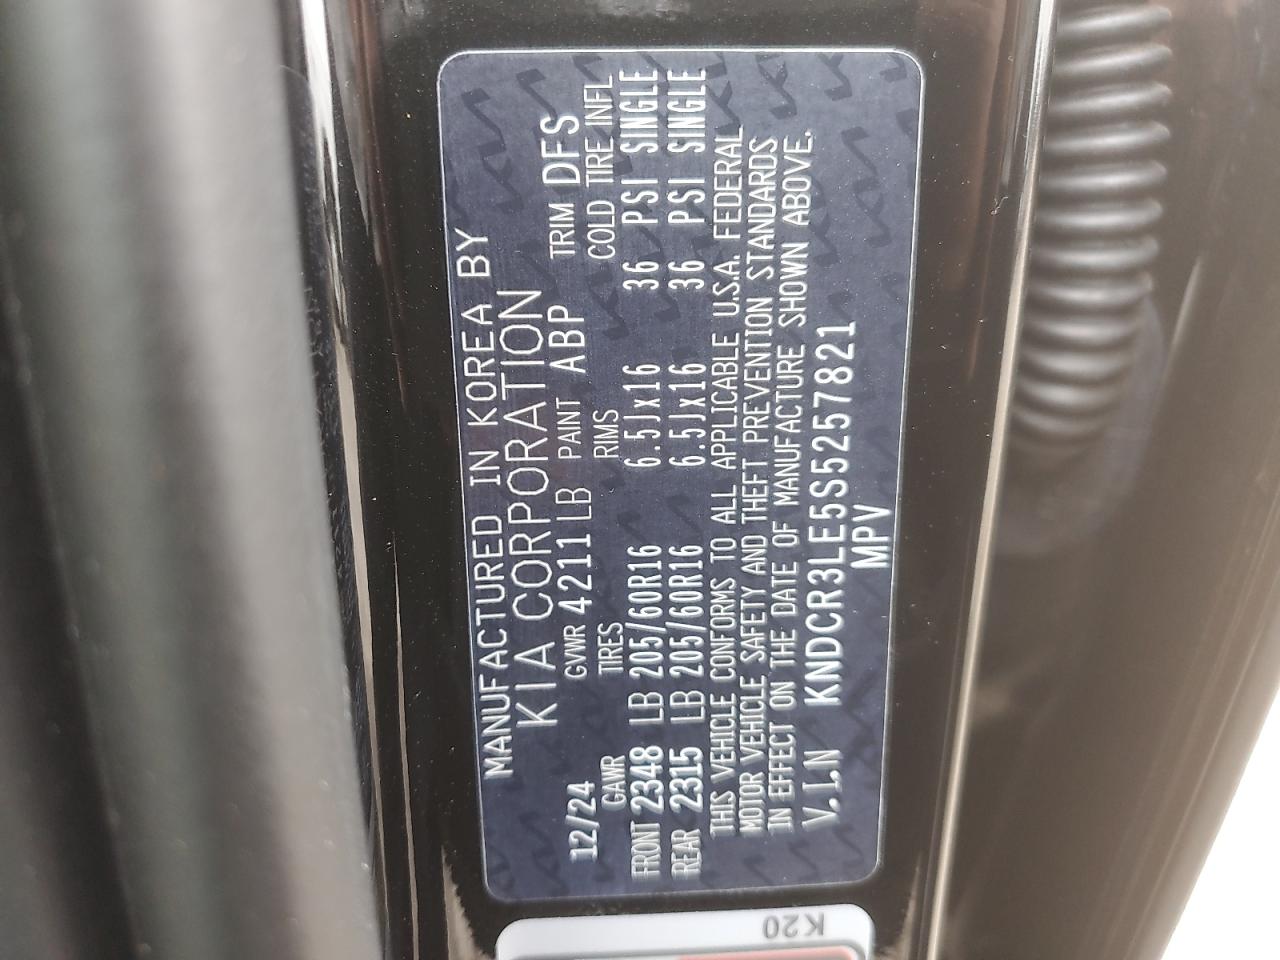 MANUFACTURED IN KOREA BY
KIA CORPORATION
12/24 GVWR 4211 LB PAINT ABP TRIM DFS
GAWR TIRES RIMS COLD TIRE INFL
FRONT 2348 LB 205/60R16 6.5Jx16 36 PSI SINGLE
REAR 2315 LB 205/60R16 6.5Jx16 36 PSI SINGLE
THIS VEHICLE CONFORMS TO ALL APPLICABLE U.S.A. FEDERAL
MOTOR VEHICLE SAFETY AND THEFT PREVENTION STANDARDS
IN EFFECT ON THE DATE OF MANUFACTURE SHOWN ABOVE.
V.I.N KNDCR3LE5S5257821
MPV
K20